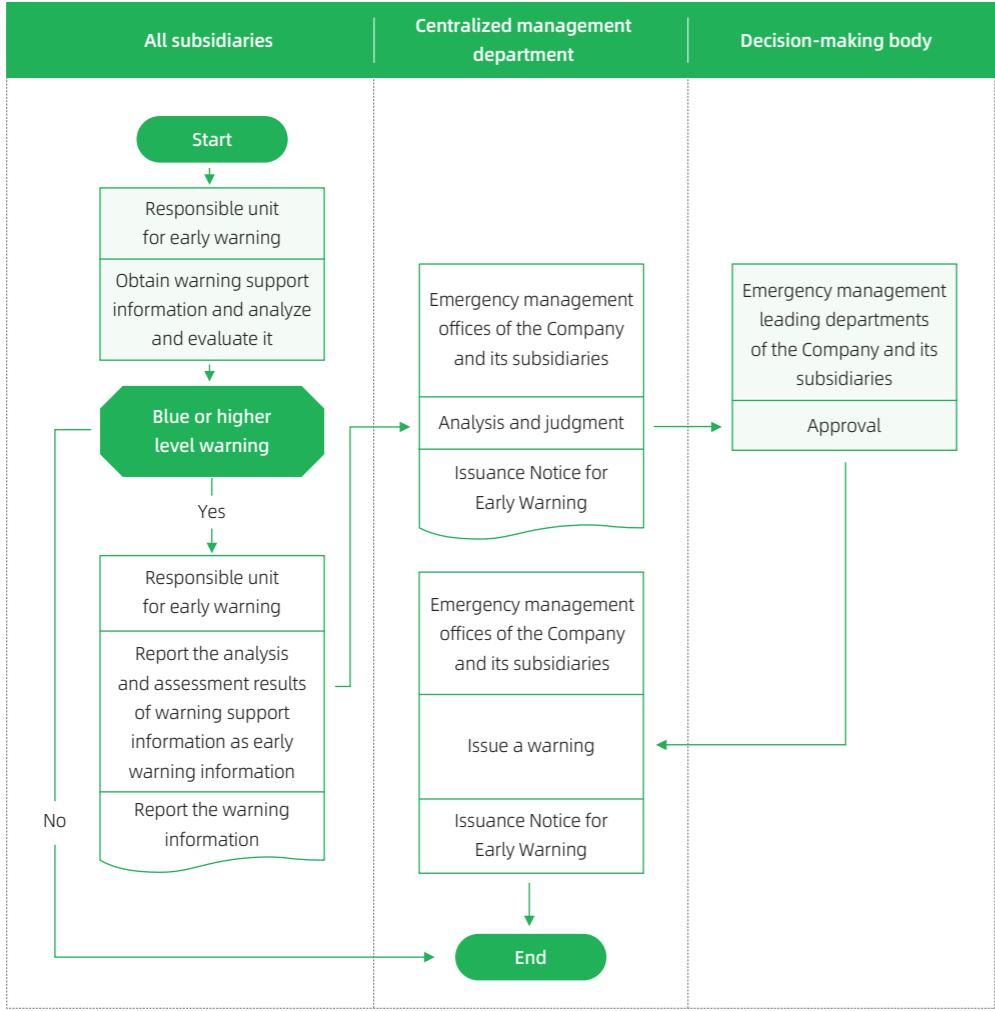 All subsidiaries
Centralized management
department
Decision-making body
Start
Responsible unit
for early warning
Obtain warning support
information and analyze
and evaluate it
Blue or higher
level warning
Yes
Responsible unit
for early warning
Report the analysis
and assessment results
of warning support
information as early
warning information
Report the warning
information
No
Emergency management
offices of the Company
and its subsidiaries
Analysis and judgment
Issuance Notice for
Early Warning
Emergency management
offices of the Company
and its subsidiaries
Issue a warning
Issuance Notice for
Early Warning
End
Emergency management
leading departments
of the Company and its
subsidiaries
Approval